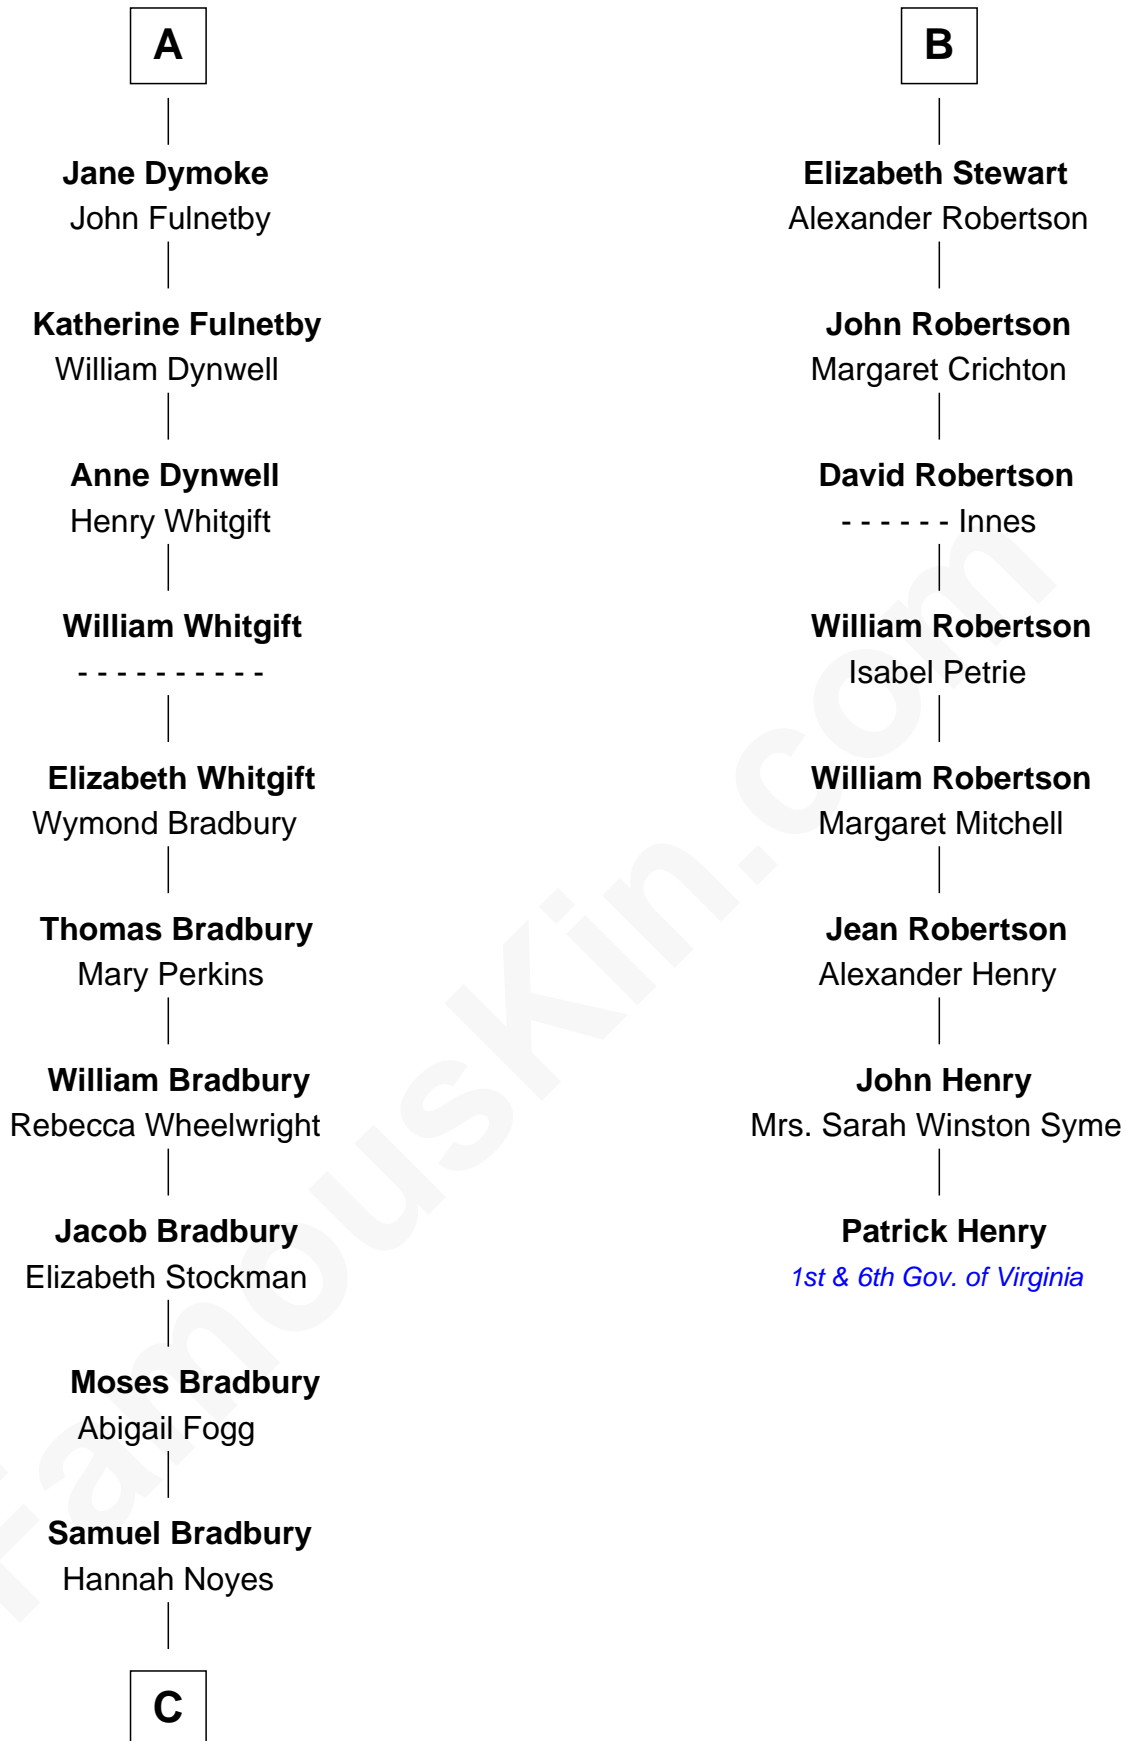 A
Jane Dymoke
John Fulnetby
Katherine Fulnetby
William Dynwell
Anne Dynwell
Henry Whitgift
William Whitgift
- - - - - - - - - -
Elizabeth Whitgift
Wymond Bradbury
Thomas Bradbury
Mary Perkins
William Bradbury
Rebecca Wheelwright
Jacob Bradbury
Elizabeth Stockman
Moses Bradbury
Abigail Fogg
Samuel Bradbury
Hannah Noyes
C
B
Elizabeth Stewart
Alexander Robertson
John Robertson
Margaret Crichton
David Robertson
- - - - - - Innes
William Robertson
Isabel Petrie
William Robertson
Margaret Mitchell
Jean Robertson
Alexander Henry
John Henry
Mrs. Sarah Winston Syme
Patrick Henry
1st & 6th Gov. of Virginia
FamousKin.com